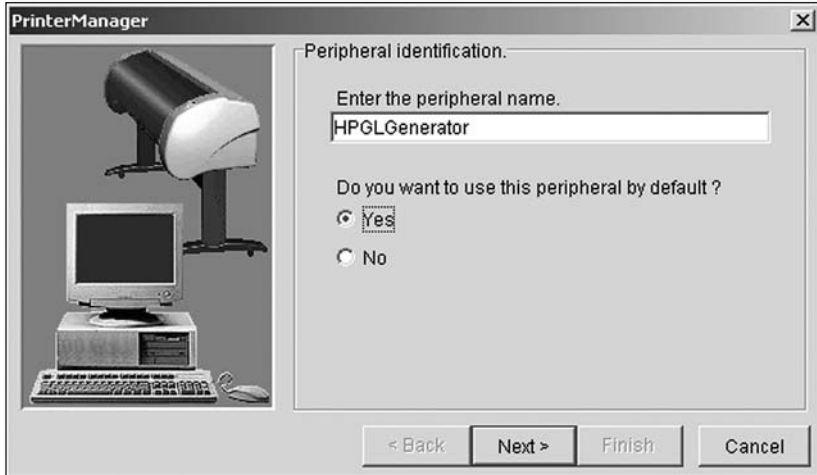 PrinterManager
Peripheral identification.
Enter the peripheral name.
HPGLGenerator
Do you want to use this peripheral by default ?
Yes
No
< Back
Next >
Finish
Cancel